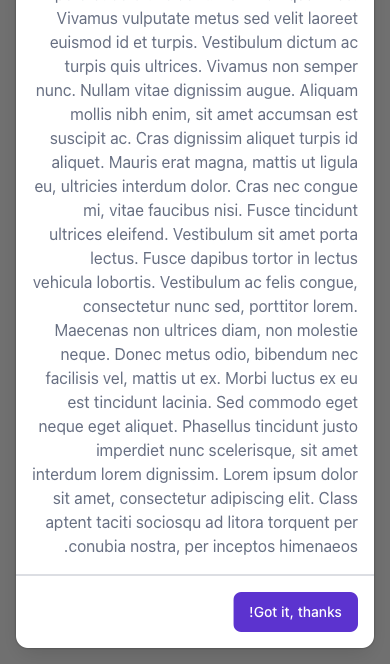 Vivamus vulputate metus sed velit laoreet
euismod id et turpis. Vestibulum dictum ac
turpis quis ultrices. Vivamus non semper
nunc. Nullam vitae dignissim augue. Aliquam
mollis nibh enim, sit amet accumsan est
suscipit ac. Cras dignissim aliquet turpis id
aliquet. Mauris erat magna, mattis ut ligula
eu, ultricies interdum dolor. Cras nec congue
mi, vitae faucibus nisi. Fusce tincidunt
ultrices eleifend. Vestibulum sit amet porta
lectus. Fusce dapibus tortor in lectus
vehicula lobortis. Vestibulum ac felis congue,
consectetur nunc sed, porttitor lorem.
Maecenas non ultrices diam, non molestie
neque. Donec metus odio, bibendum nec
facilisis vel, mattis ut ex. Morbi luctus ex eu
est tincidunt lacinia. Sed commodo eget
neque eget aliquet. Phasellus tincidunt justo
imperdiet nunc scelerisque, sit amet
interdum lorem dignissim. Lorem ipsum dolor
sit amet, consectetur adipiscing elit. Class
aptent taciti sociosqu ad litora torquent per
.conubia nostra, per inceptos himenaeos
!Got it, thanks